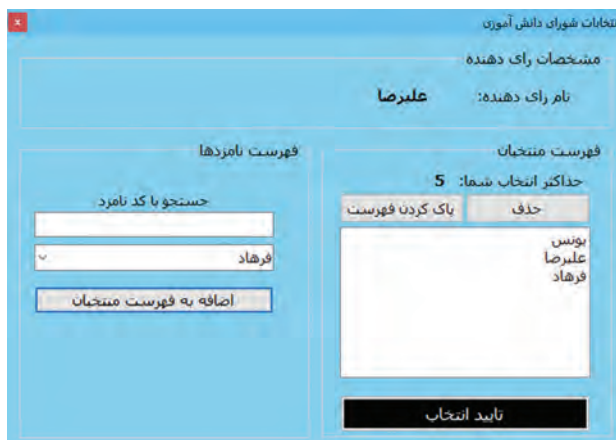 انتخابات شورای دانش آموزی
مشخصات رای دهنده
نام رای دهنده: علیرضا
فهرست منتخبان
حداکثر انتخاب شما: 5
حذف
پاک کردن فهرست
یونس
علیرضا
فرهاد
تایید انتخاب
فهرست نامزدها
جستجو با کد نامزد
فرهاد
اضافه به فهرست منتخبان